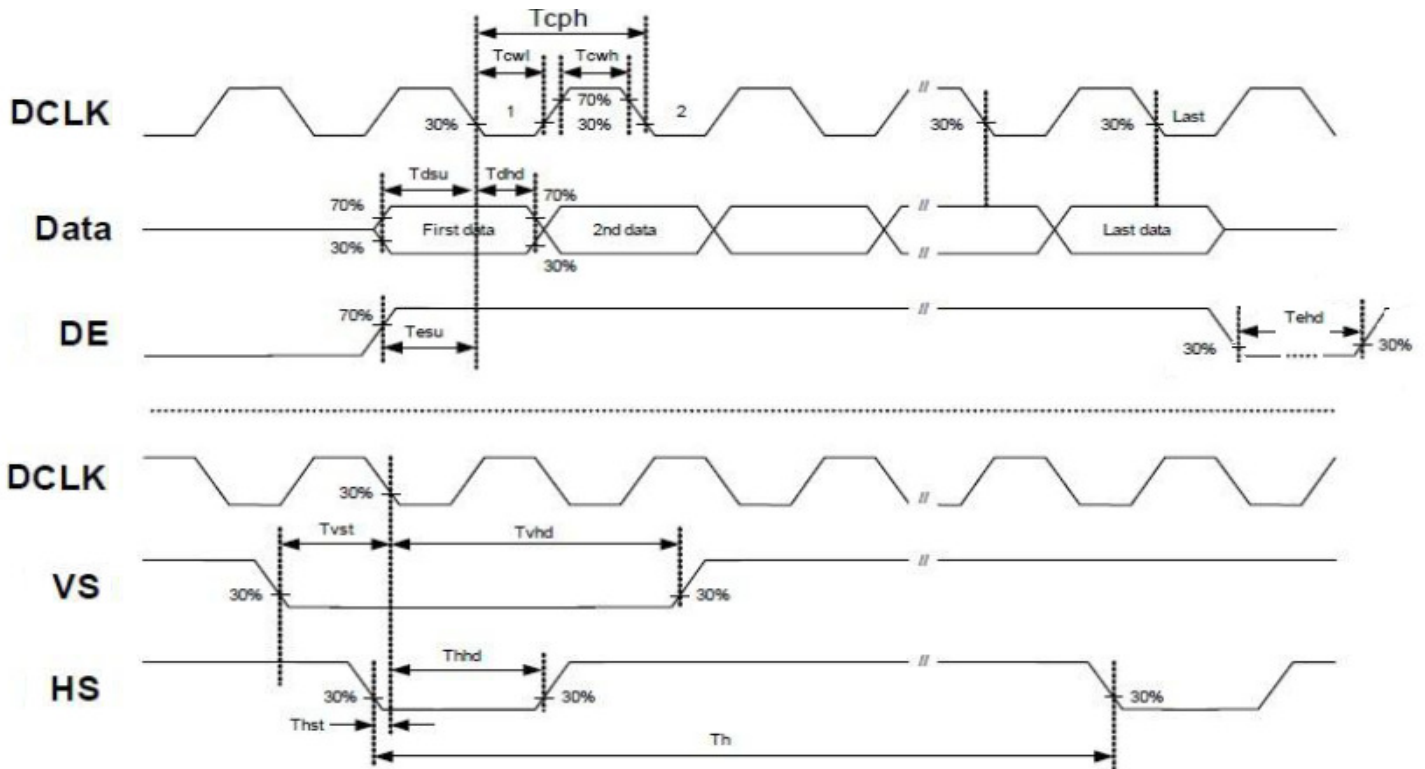 Tcph
Tcwl Tcwh
DCLK 30% 1 70% 30% 2 // 30% 30% Last
Tdsu Tdhd
70% 70%
Data First data 2nd data // // Last data
30% 30%
DE 70% Tesu // 30% Tehd 30%
DCLK 30% //
Tvst Tvhd
VS 30% 30% //
Thhd
HS 30% 30% // 30%
Thst
Th